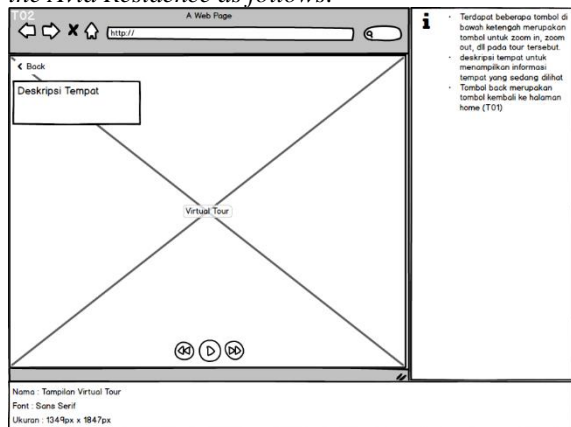 the Arta Residence as follows:
T02
A Web Page
http://
Back
Deskripsi Tempat
Virtual Tour
Terdapat beberapa tombol di
bawah ketengah merupakan
tombol untuk zoom in, zoom
out, dll pada tour tersebut.
deskripsi tempat untuk
menampilkan informasi
tempat yang sedang dilihat
Tombol back merupakan
tombol kembali ke halaman
home (T01)
Nama : Tampilan Virtual Tour
Font : Sans Serif
Ukuran : 1349px x 1847px